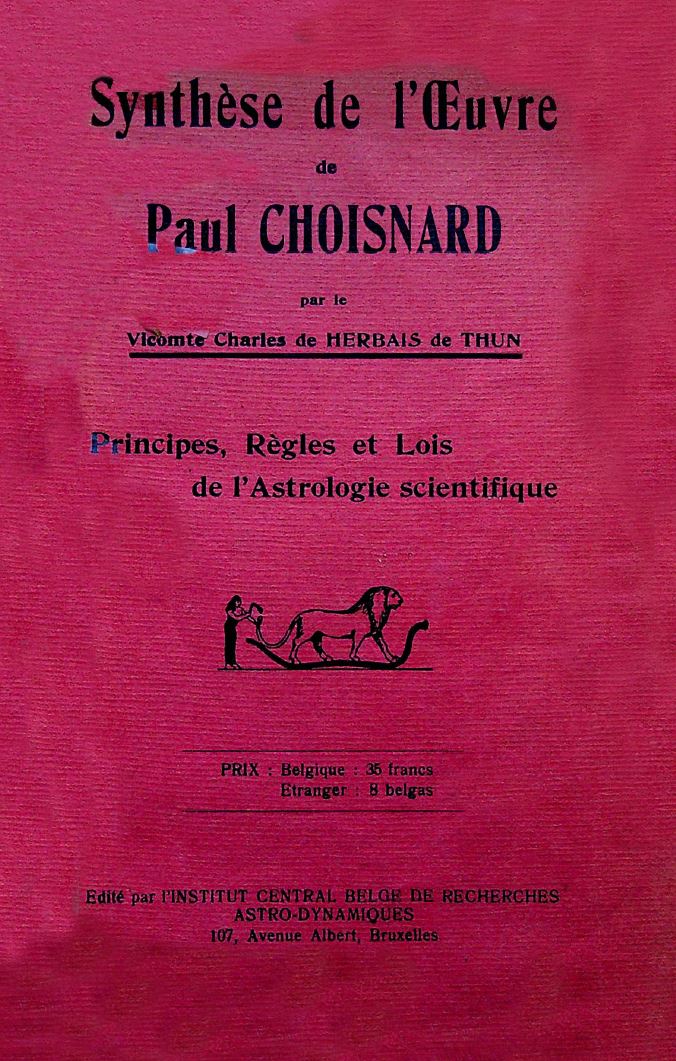 Synthèse de l'Œuvre
de
Paul CHOISNARD
par le
Vicomte Charles de HERBAIS de THUN
Principes, Règles et Lois
de l'Astrologie scientifique
PRIX : Belgique : 35 francs
Etranger : 8 belgas
Edité par l'INSTITUT CENTRAL BELGE DE RECHERCHES
ASTRO-DYNAMIQUES
107, Avenue Albert, Bruxelles